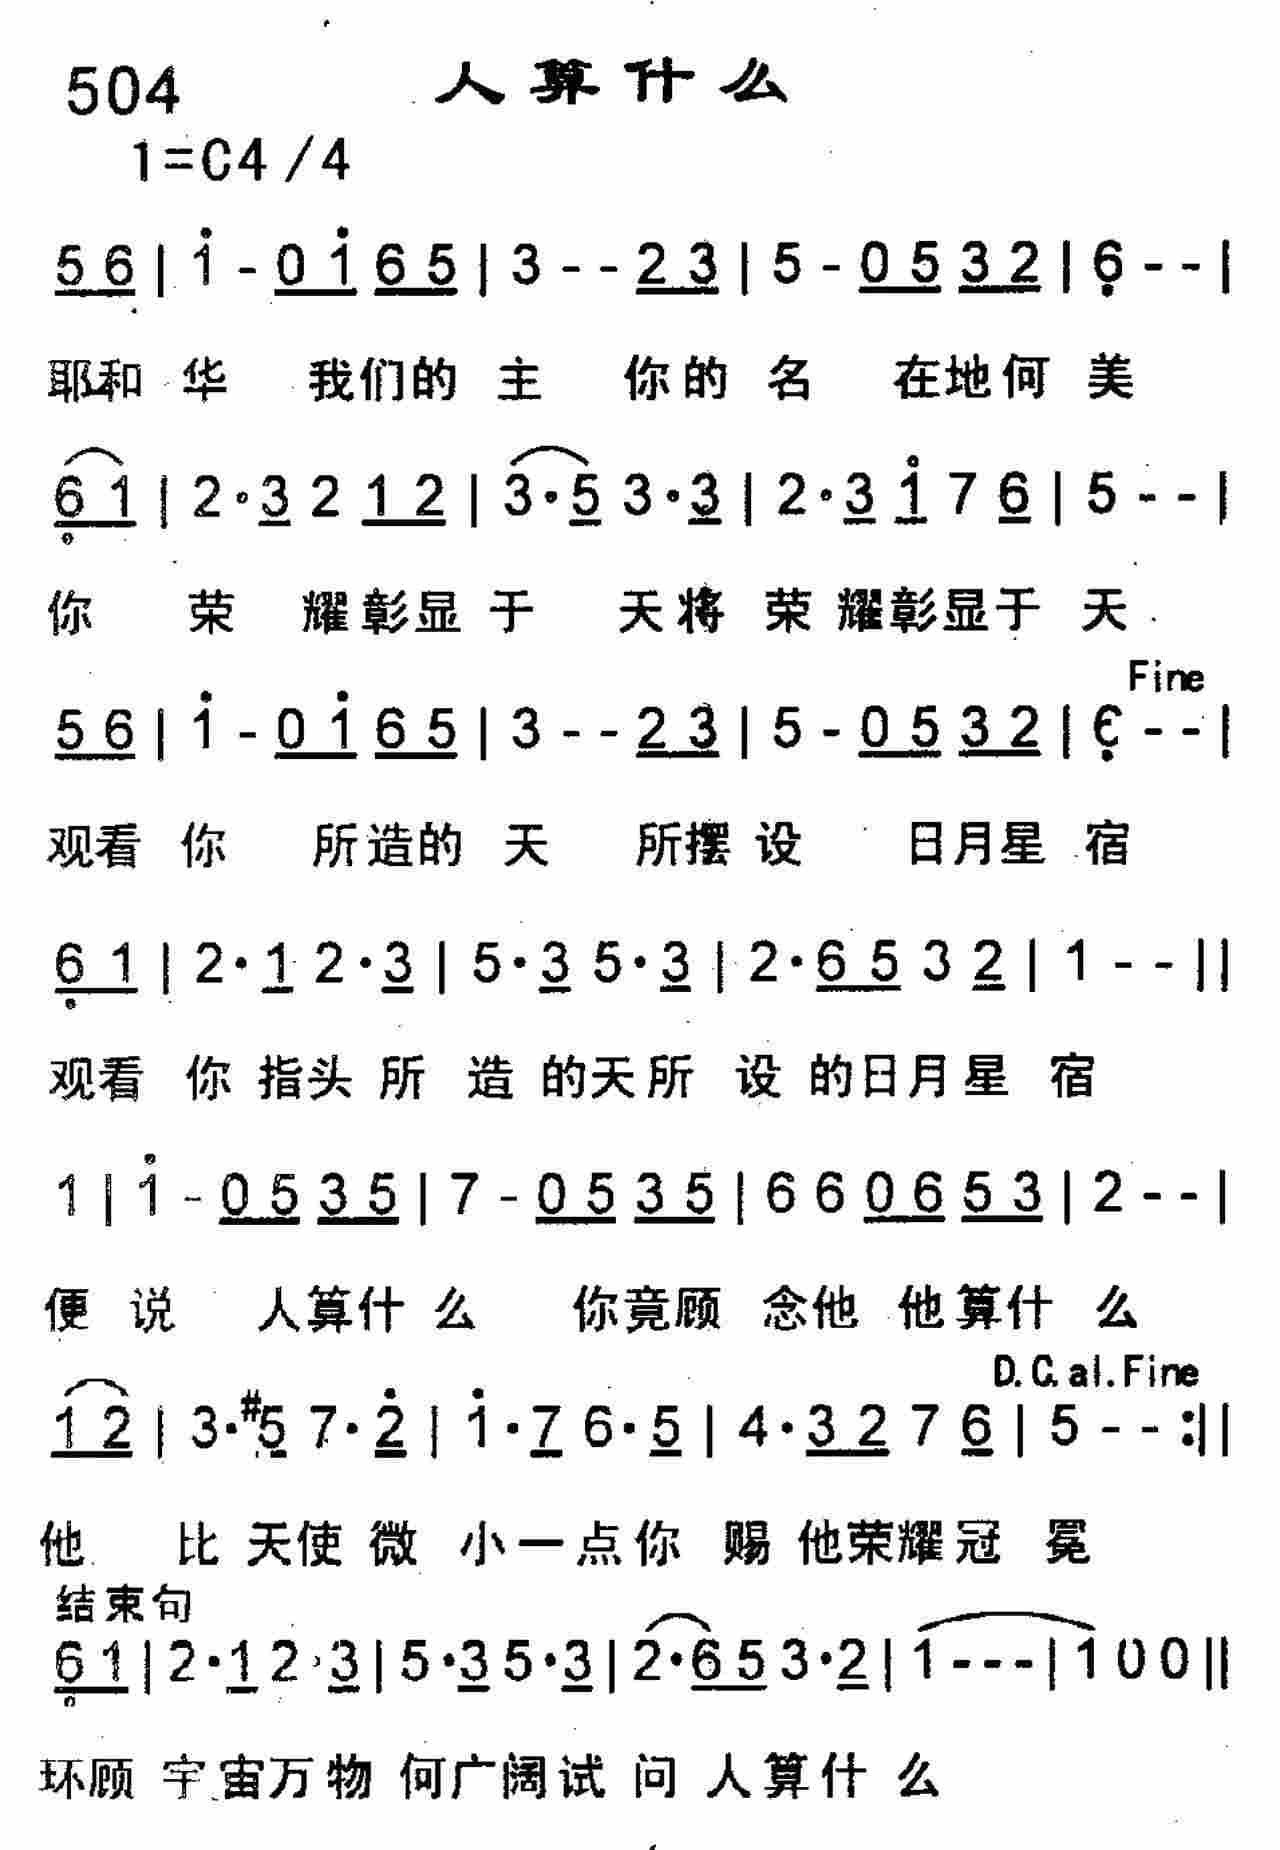 504 人算什么
1=C4/4
5 6 | 1̇ - 0 1̇ 6 5 | 3 - - 2 3 | 5 - 0 5 3 2 | 6̣ - - |
耶和 华 我们的 主 你的 名 在地何 美
6̣ 1 | 2 · 3 2 1 2 | 3 · 5 3 · 3 | 2 · 3 1̇ 7 6 | 5 - - |
你 荣 耀彰显 于 天将 荣 耀彰显于 天
Fine
5 6 | 1̇ - 0 1̇ 6 5 | 3 - - 2 3 | 5 - 0 5 3 2 | 6̣ - - |
观看 你 所造的 天 所摆 设 日月星 宿
6̣ 1 | 2 · 1 2 · 3 | 5 · 3 5 · 3 | 2 · 6 5 3 2 | 1 - - ||
观看 你 指头 所 造 的天所 设 的日月 星 宿
1 | 1̇ - 0 5 3 5 | 7 - 0 5 3 5 | 6 6 0 6 5 3 | 2 - - |
便 说 人算什 么 你竟顾 念他 他算什 么
D.C.al.Fine
1 2 | 3 · #5 7 · 2̇ | 1̇ · 7 6 · 5 | 4 · 3 2 7 6 | 5 - - :||
他 比 天使 微 小一点你 赐 他荣耀冠 冕
结束句
6̣ 1 | 2 · 1 2 · 3 | 5 · 3 5 · 3 | 2 · 6 5 3 · 2 | 1 - - - | 1 0 0 ||
环顾 宇宙万物 何广阔试 问 人算什 么